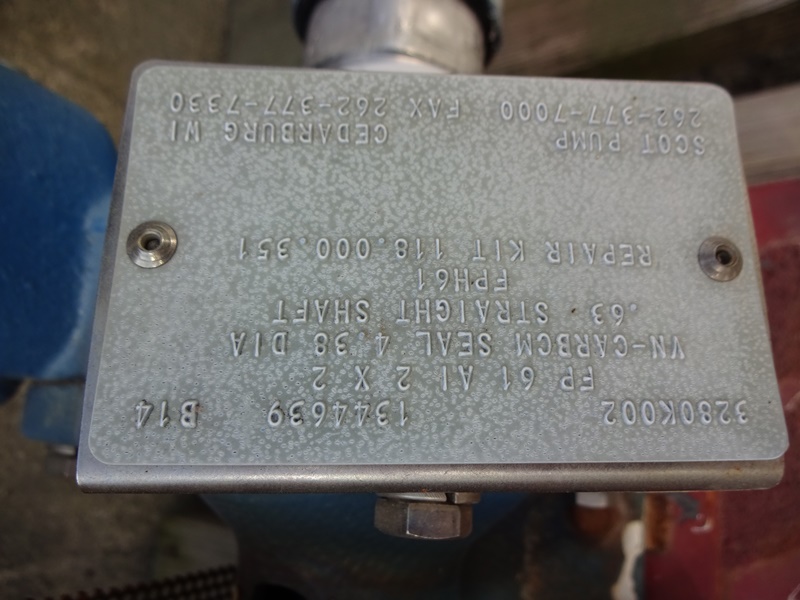 3280K002 1344639 B14
FP 61 AI 2 X 2
VN-CARBCM SEAL 4.38 DIA
.63 STRAIGHT SHAFT
FPH61
REPAIR KIT 118.000.351
SCOT PUMP CEDARBURG WI
262-377-7000 FAX 262-377-7330